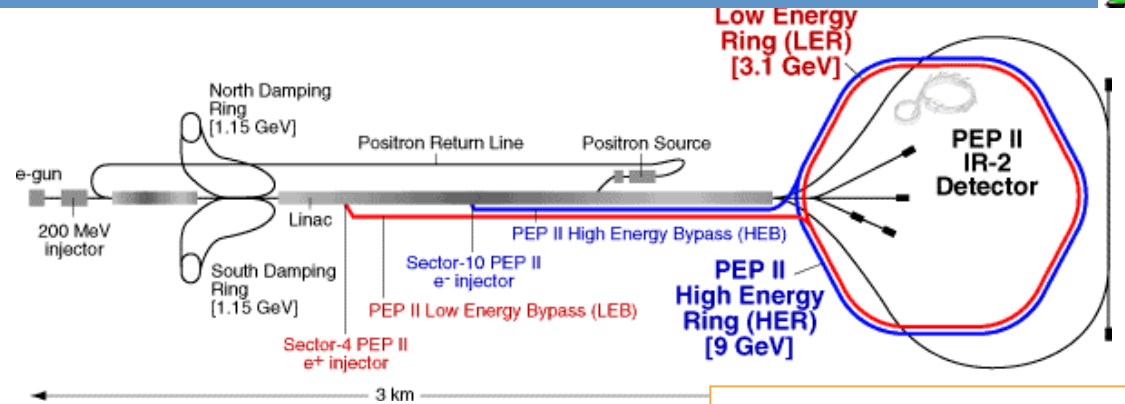 Low Energy
Ring (LER)
[3.1 GeV]
North Damping
Ring
[1.15 GeV]
Positron Return Line
Positron Source
PEP II
IR-2
Detector
e-gun
Linac
200 MeV
injector
PEP II High Energy Bypass (HEB)
Sector-10 PEP II
e- injector
South Damping
Ring
[1.15 GeV]
PEP II
High Energy
Ring (HER)
[9 GeV]
PEP II Low Energy Bypass (LEB)
Sector-4 PEP II
e+ injector
3 km